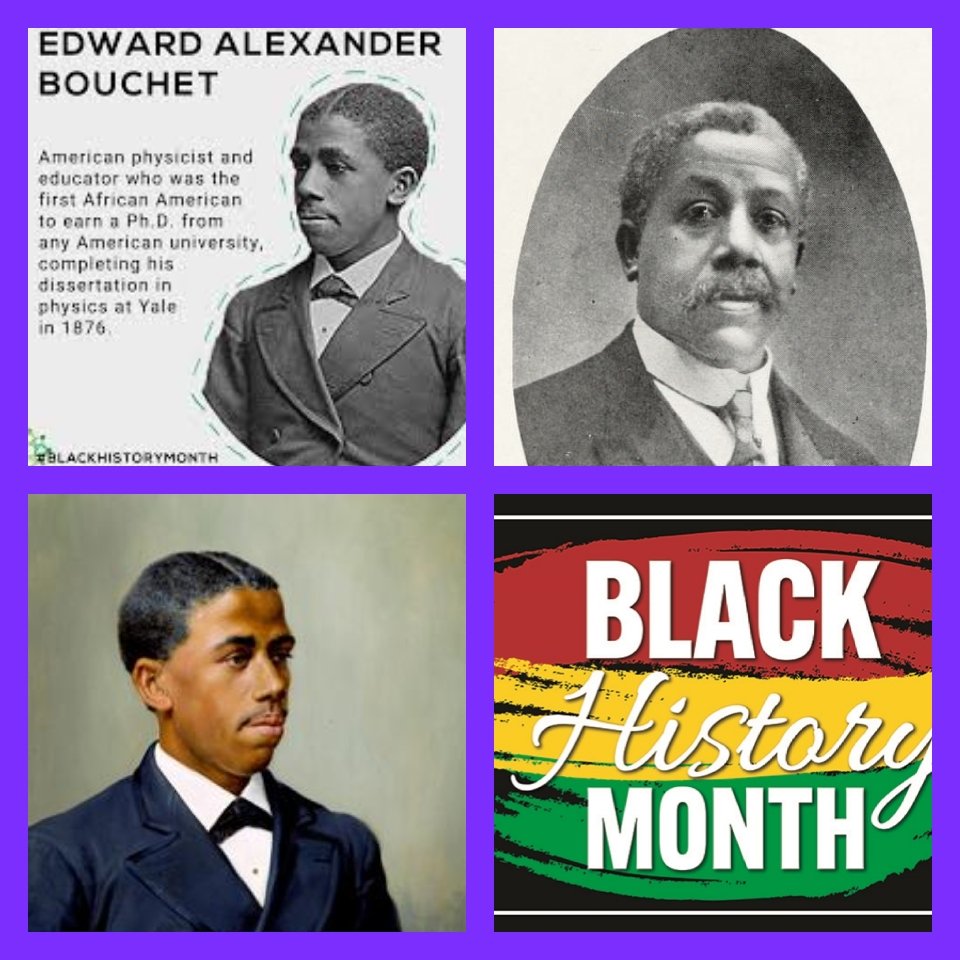 EDWARD ALEXANDER
BOUCHET
American physicist and
educator who was the
first African American
to earn a Ph.D. from
any American university,
completing his
dissertation in
physics at Yale
in 1876.
#BLACKHISTORYMONTH
BLACK
History
MONTH